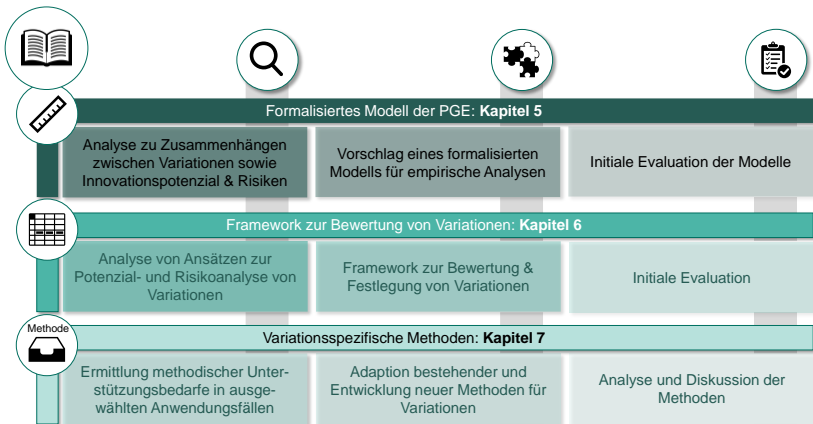 Formalisiertes Modell der PGE: Kapitel 5
Analyse zu Zusammenhängen
zwischen Variationen sowie
Innovationspotenzial & Risiken
Vorschlag eines formalisierten
Modells für empirische Analysen
Initiale Evaluation der Modelle
Framework zur Bewertung von Variationen: Kapitel 6
Analyse von Ansätzen zur
Potenzial- und Risikoanalyse von
Variationen
Framework zur Bewertung &
Festlegung von Variationen
Initiale Evaluation
Methode
Variationsspezifische Methoden: Kapitel 7
Ermittlung methodischer Unter-
stützungsbedarfe in ausge-
wählten Anwendungsfällen
Adaption bestehender und
Entwicklung neuer Methoden für
Variationen
Analyse und Diskussion der
Methoden